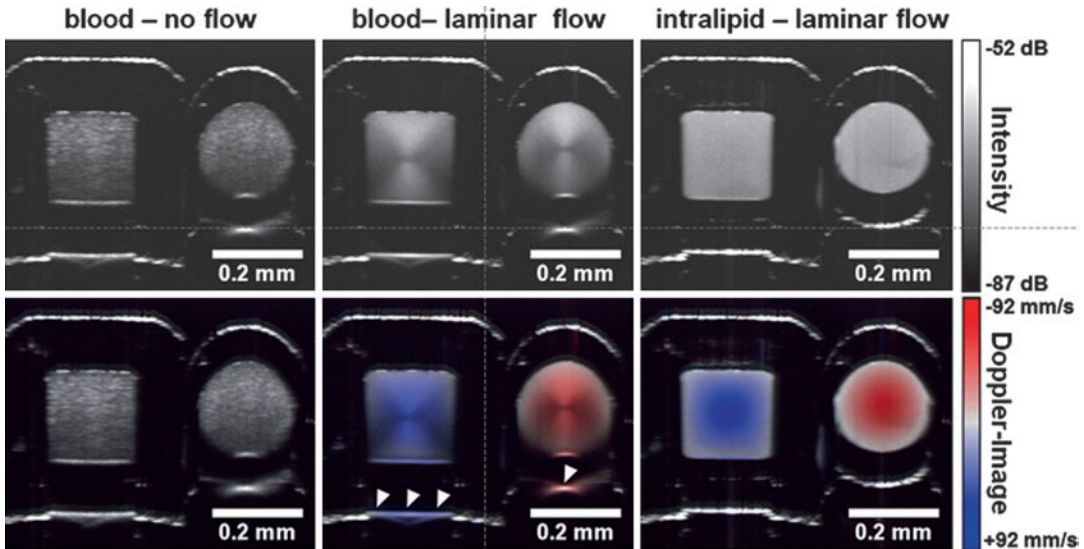 blood – no flow
blood– laminar flow
intralipid – laminar flow
-52 dB
Intensity
-87 dB
0.2 mm
0.2 mm
0.2 mm
-92 mm/s
Doppler-Image
+92 mm/s
0.2 mm
0.2 mm
0.2 mm